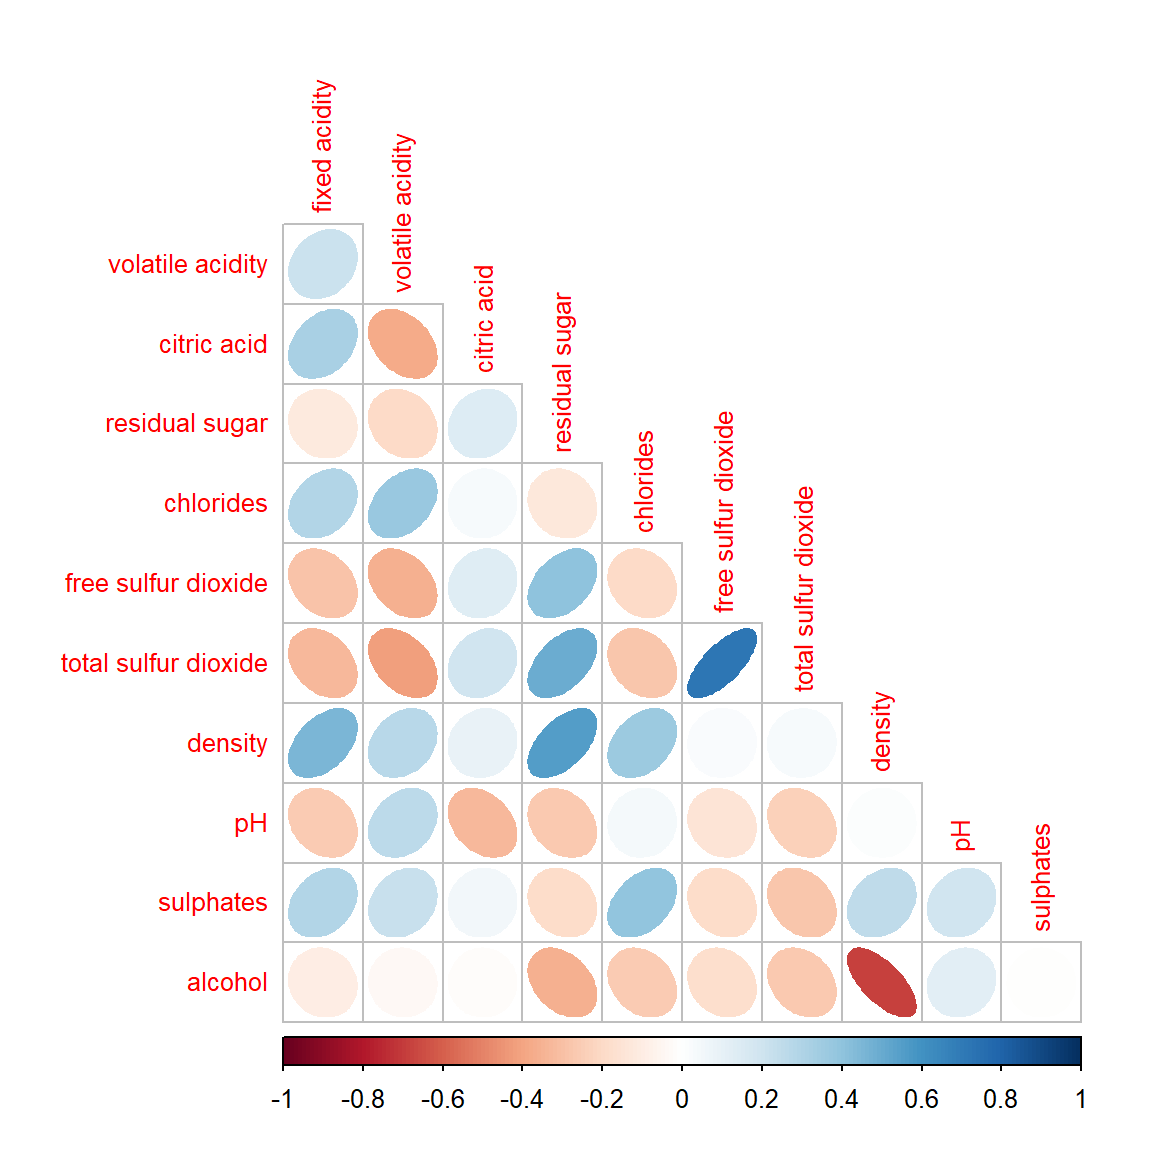 fixed acidity
volatile acidity
citric acid
residual sugar
chlorides
free sulfur dioxide
total sulfur dioxide
density
pH
sulphates
volatile acidity
citric acid
residual sugar
chlorides
free sulfur dioxide
total sulfur dioxide
density
pH
sulphates
alcohol
-1 -0.8 -0.6 -0.4 -0.2 0 0.2 0.4 0.6 0.8 1